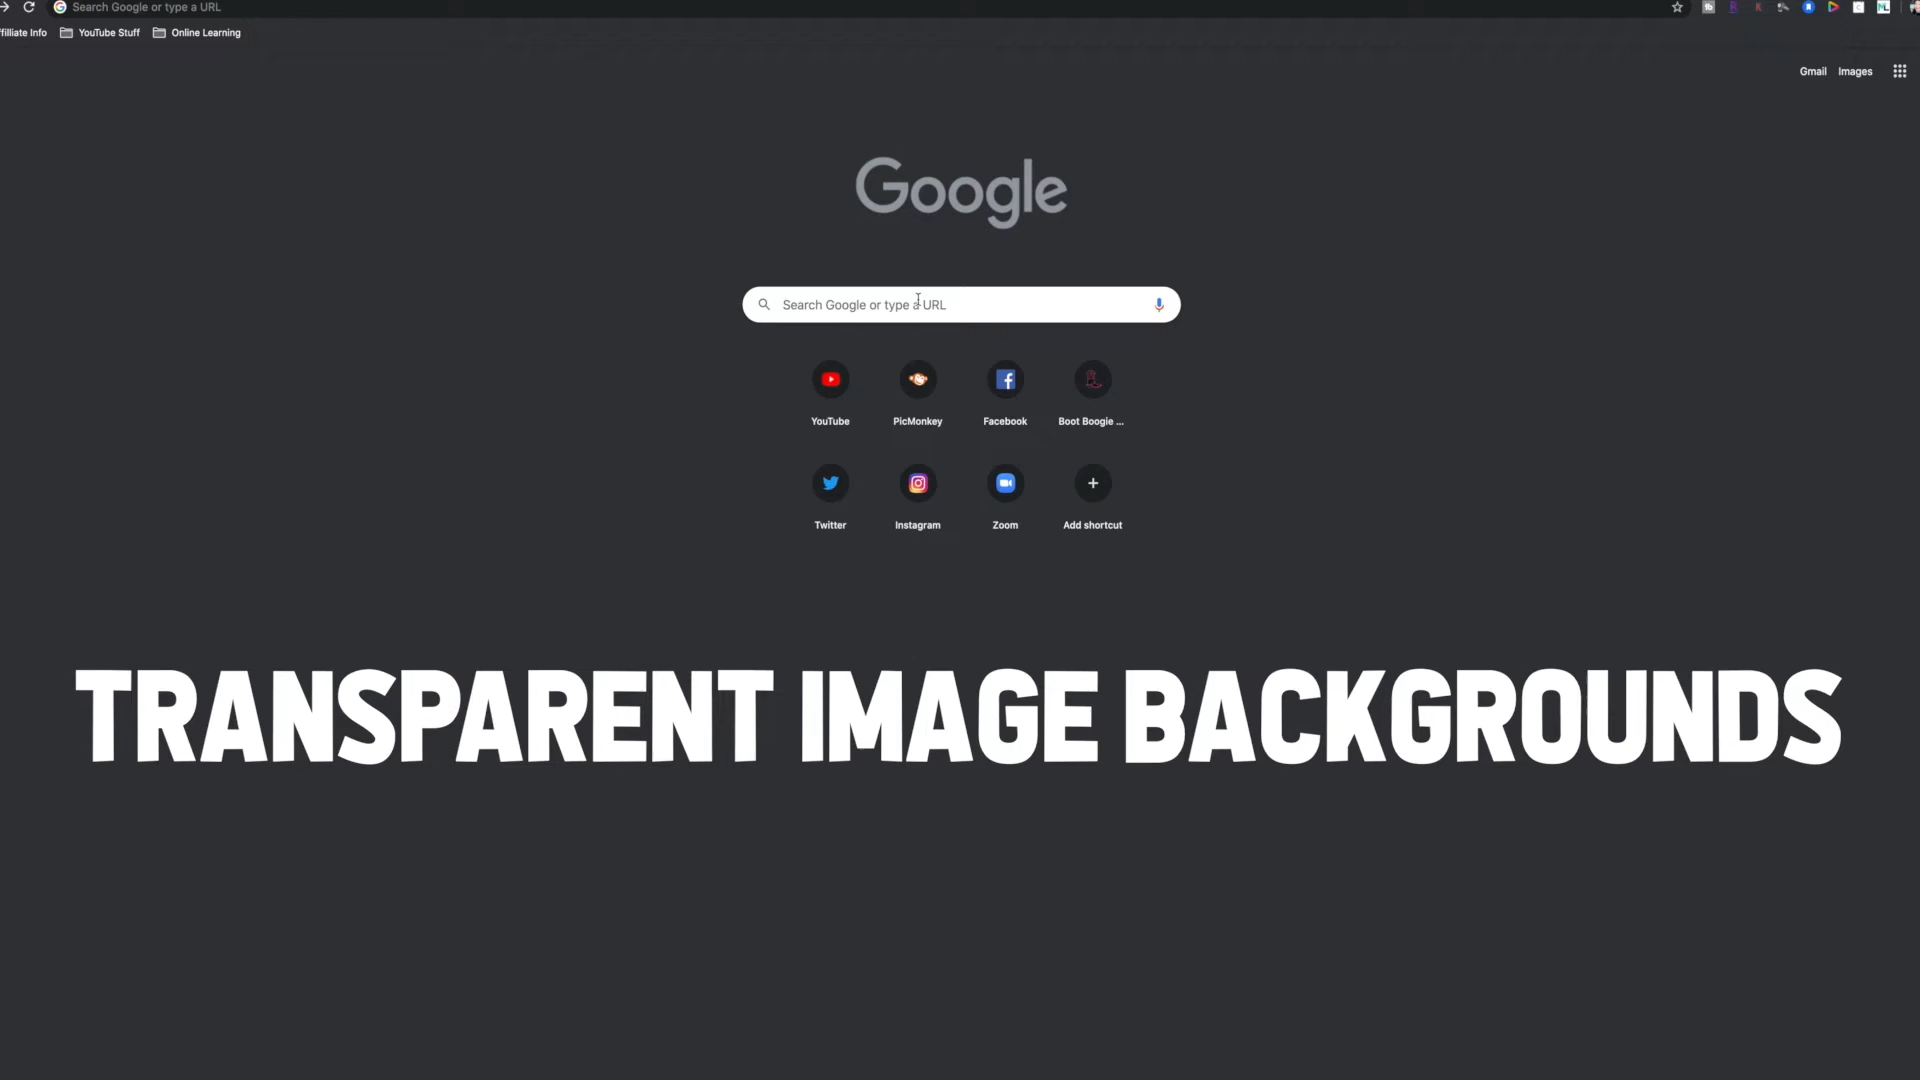 Search Google or type a URL
ffiliate Info YouTube Stuff Online Learning
Gmail Images
Google
Search Google or type a URL
YouTube PicMonkey Facebook Boot Boogie ...
Twitter Instagram Zoom Add shortcut
TRANSPARENT IMAGE BACKGROUNDS